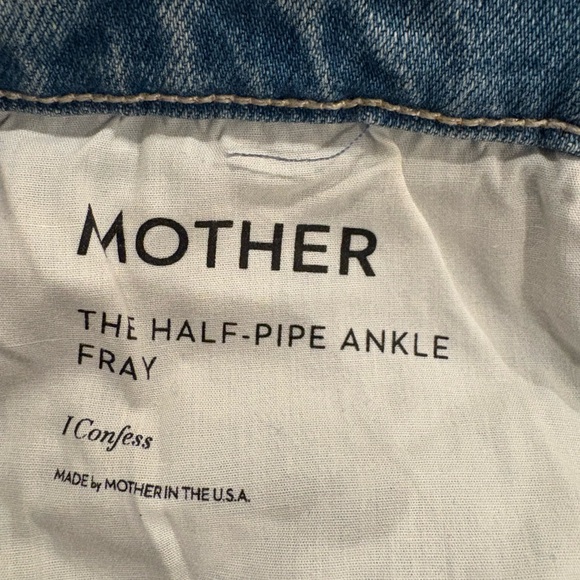 MOTHER
THE HALF-PIPE ANKLE
FRAY
I Confess
MADE by MOTHER IN THE U.S.A.